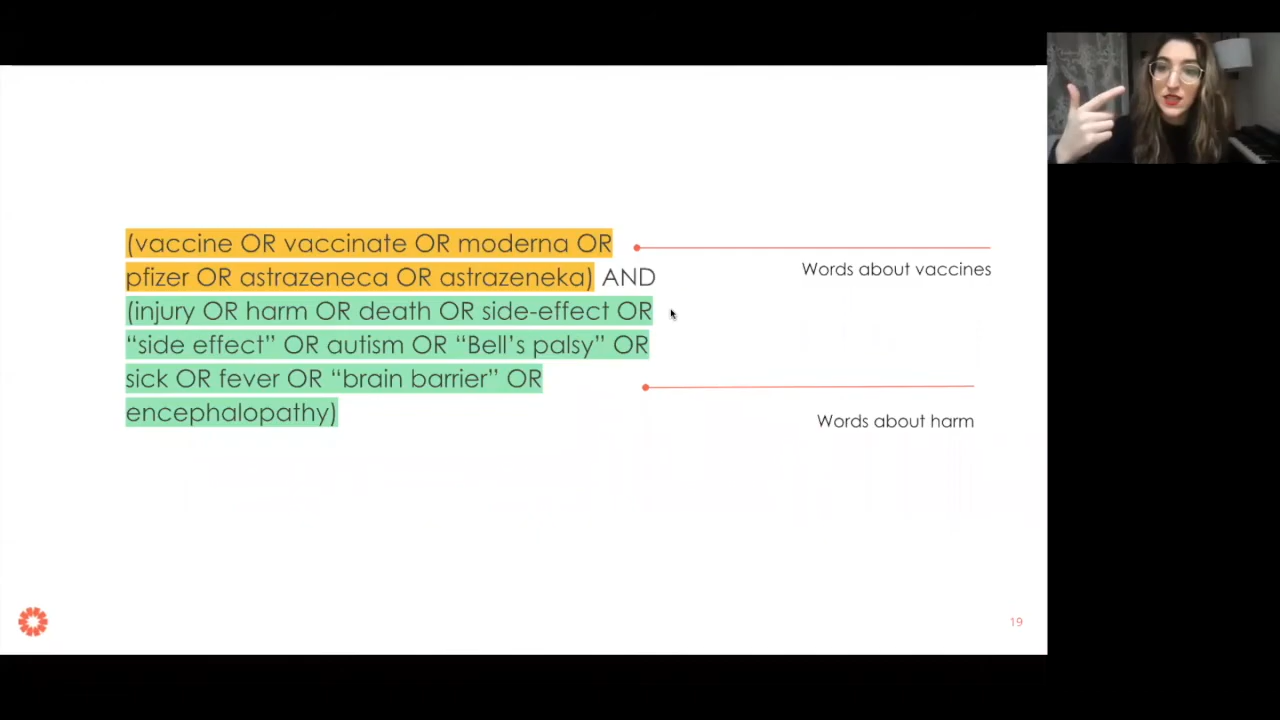 (vaccine OR vaccinate OR moderna OR
pfizer OR astrazeneca OR astrazeneka) AND
(injury OR harm OR death OR side-effect OR
“side effect” OR autism OR “Bell’s palsy” OR
sick OR fever OR “brain barrier” OR
encephalopathy)
Words about vaccines
Words about harm
19